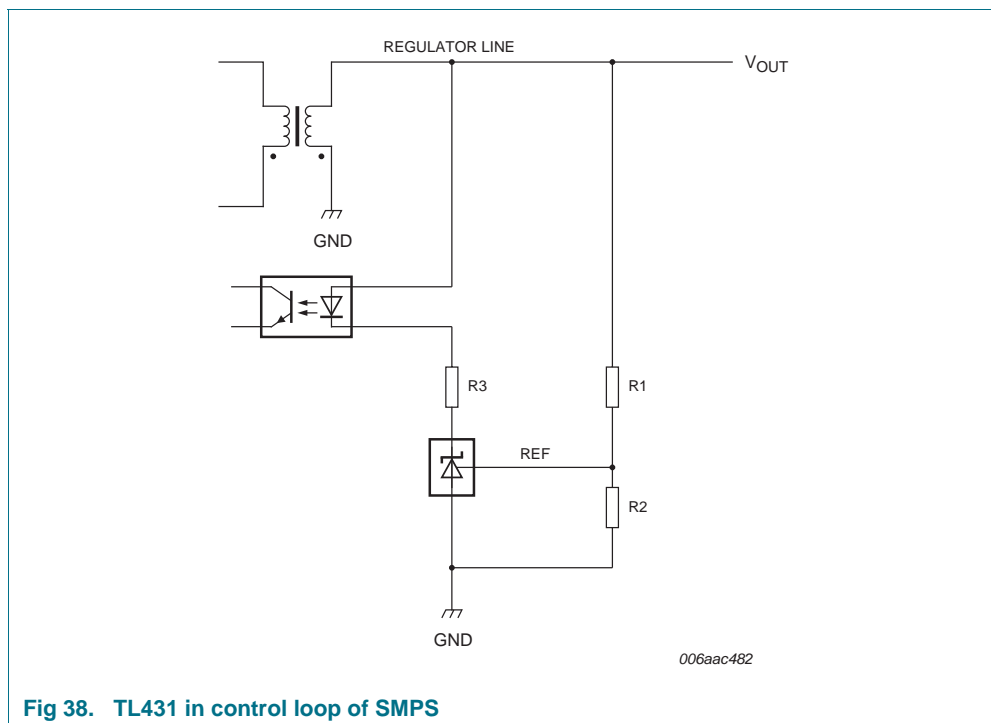 REGULATOR LINE
VOUT
GND
R3
R1
REF
R2
GND
006aac482
Fig 38. TL431 in control loop of SMPS